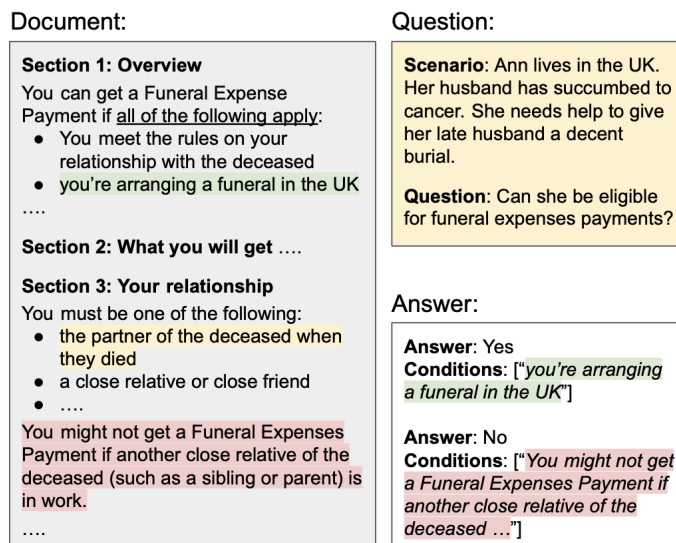 Document:
Section 1: Overview
You can get a Funeral Expense
Payment if all of the following apply:
● You meet the rules on your
relationship with the deceased
● you're arranging a funeral in the UK
....
Section 2: What you will get ....
Section 3: Your relationship
You must be one of the following:
● the partner of the deceased when
they died
● a close relative or close friend
● ....
You might not get a Funeral Expenses
Payment if another close relative of the
deceased (such as a sibling or parent) is
in work.
....
Question:
Scenario: Ann lives in the UK.
Her husband has succumbed to
cancer. She needs help to give
her late husband a decent
burial.
Question: Can she be eligible
for funeral expenses payments?
Answer:
Answer: Yes
Conditions: ["you're arranging
a funeral in the UK"]
Answer: No
Conditions: ["You might not get
a Funeral Expenses Payment if
another close relative of the
deceased ..."]